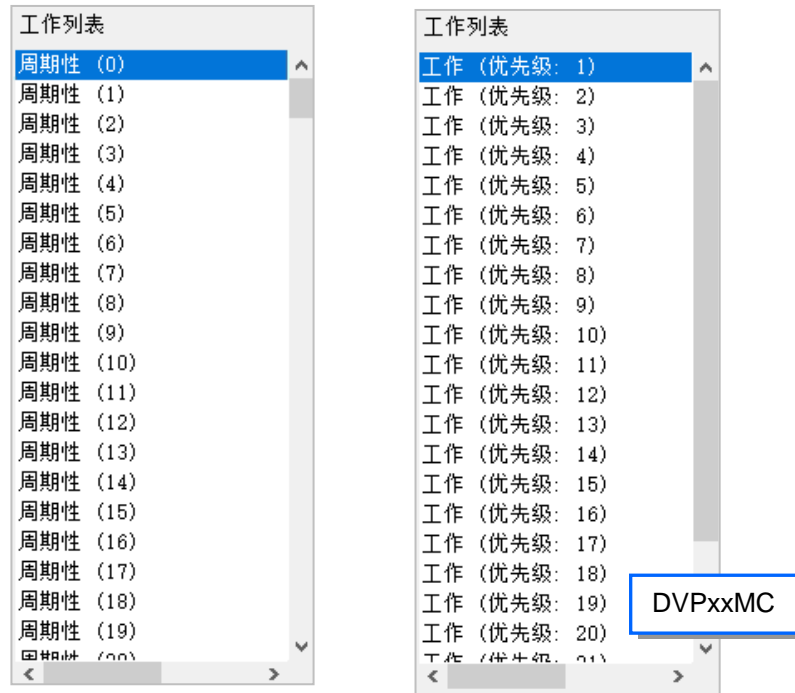 工作列表
周期性 (0)
周期性 (1)
周期性 (2)
周期性 (3)
周期性 (4)
周期性 (5)
周期性 (6)
周期性 (7)
周期性 (8)
周期性 (9)
周期性 (10)
周期性 (11)
周期性 (12)
周期性 (13)
周期性 (14)
周期性 (15)
周期性 (16)
周期性 (17)
周期性 (18)
周期性 (19)
周期性 (20)
工作列表
工作 (优先级: 1)
工作 (优先级: 2)
工作 (优先级: 3)
工作 (优先级: 4)
工作 (优先级: 5)
工作 (优先级: 6)
工作 (优先级: 7)
工作 (优先级: 8)
工作 (优先级: 9)
工作 (优先级: 10)
工作 (优先级: 11)
工作 (优先级: 12)
工作 (优先级: 13)
工作 (优先级: 14)
工作 (优先级: 15)
工作 (优先级: 16)
工作 (优先级: 17)
工作 (优先级: 18)
工作 (优先级: 19)
工作 (优先级: 20)
工作 (优先级: 21)
DVPxxMC